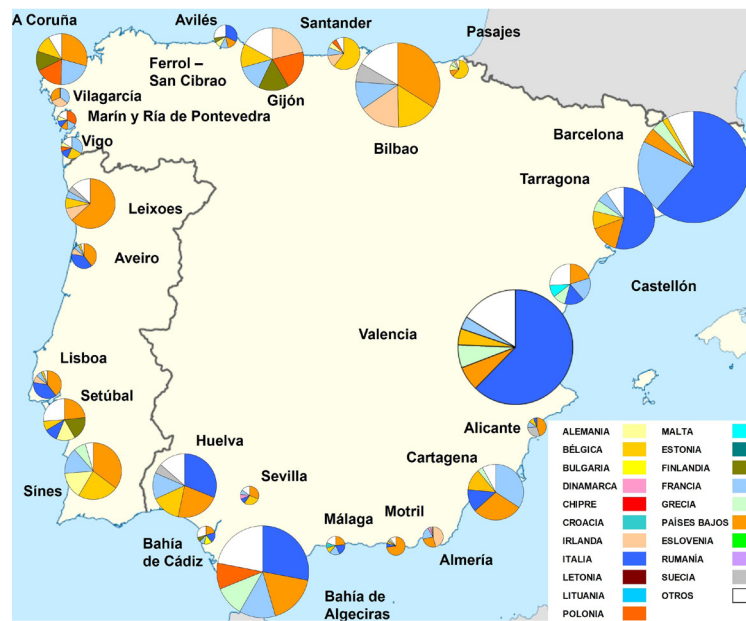 A Coruña
Avilés
Santander
Pasajes
Ferrol –
San Cibrao
Gijón
Vilagarcía
Marín y Ría de Pontevedra
Bilbao
Vigo
Barcelona
Tarragona
Leixoes
Aveiro
Castellón
Valencia
Lisboa
Setúbal
Alicante
Huelva
Cartagena
Sevilla
Sínes
Málaga
Motril
Bahía
de Cádiz
Almería
Bahía de
Algeciras
ALEMANIA
BÉLGICA
BULGARIA
DINAMARCA
CHIPRE
CROACIA
IRLANDA
ITALIA
LETONIA
LITUANIA
POLONIA
MALTA
ESTONIA
FINLANDIA
FRANCIA
GRECIA
PAÍSES BAJOS
ESLOVENIA
RUMANÍA
SUECIA
OTROS